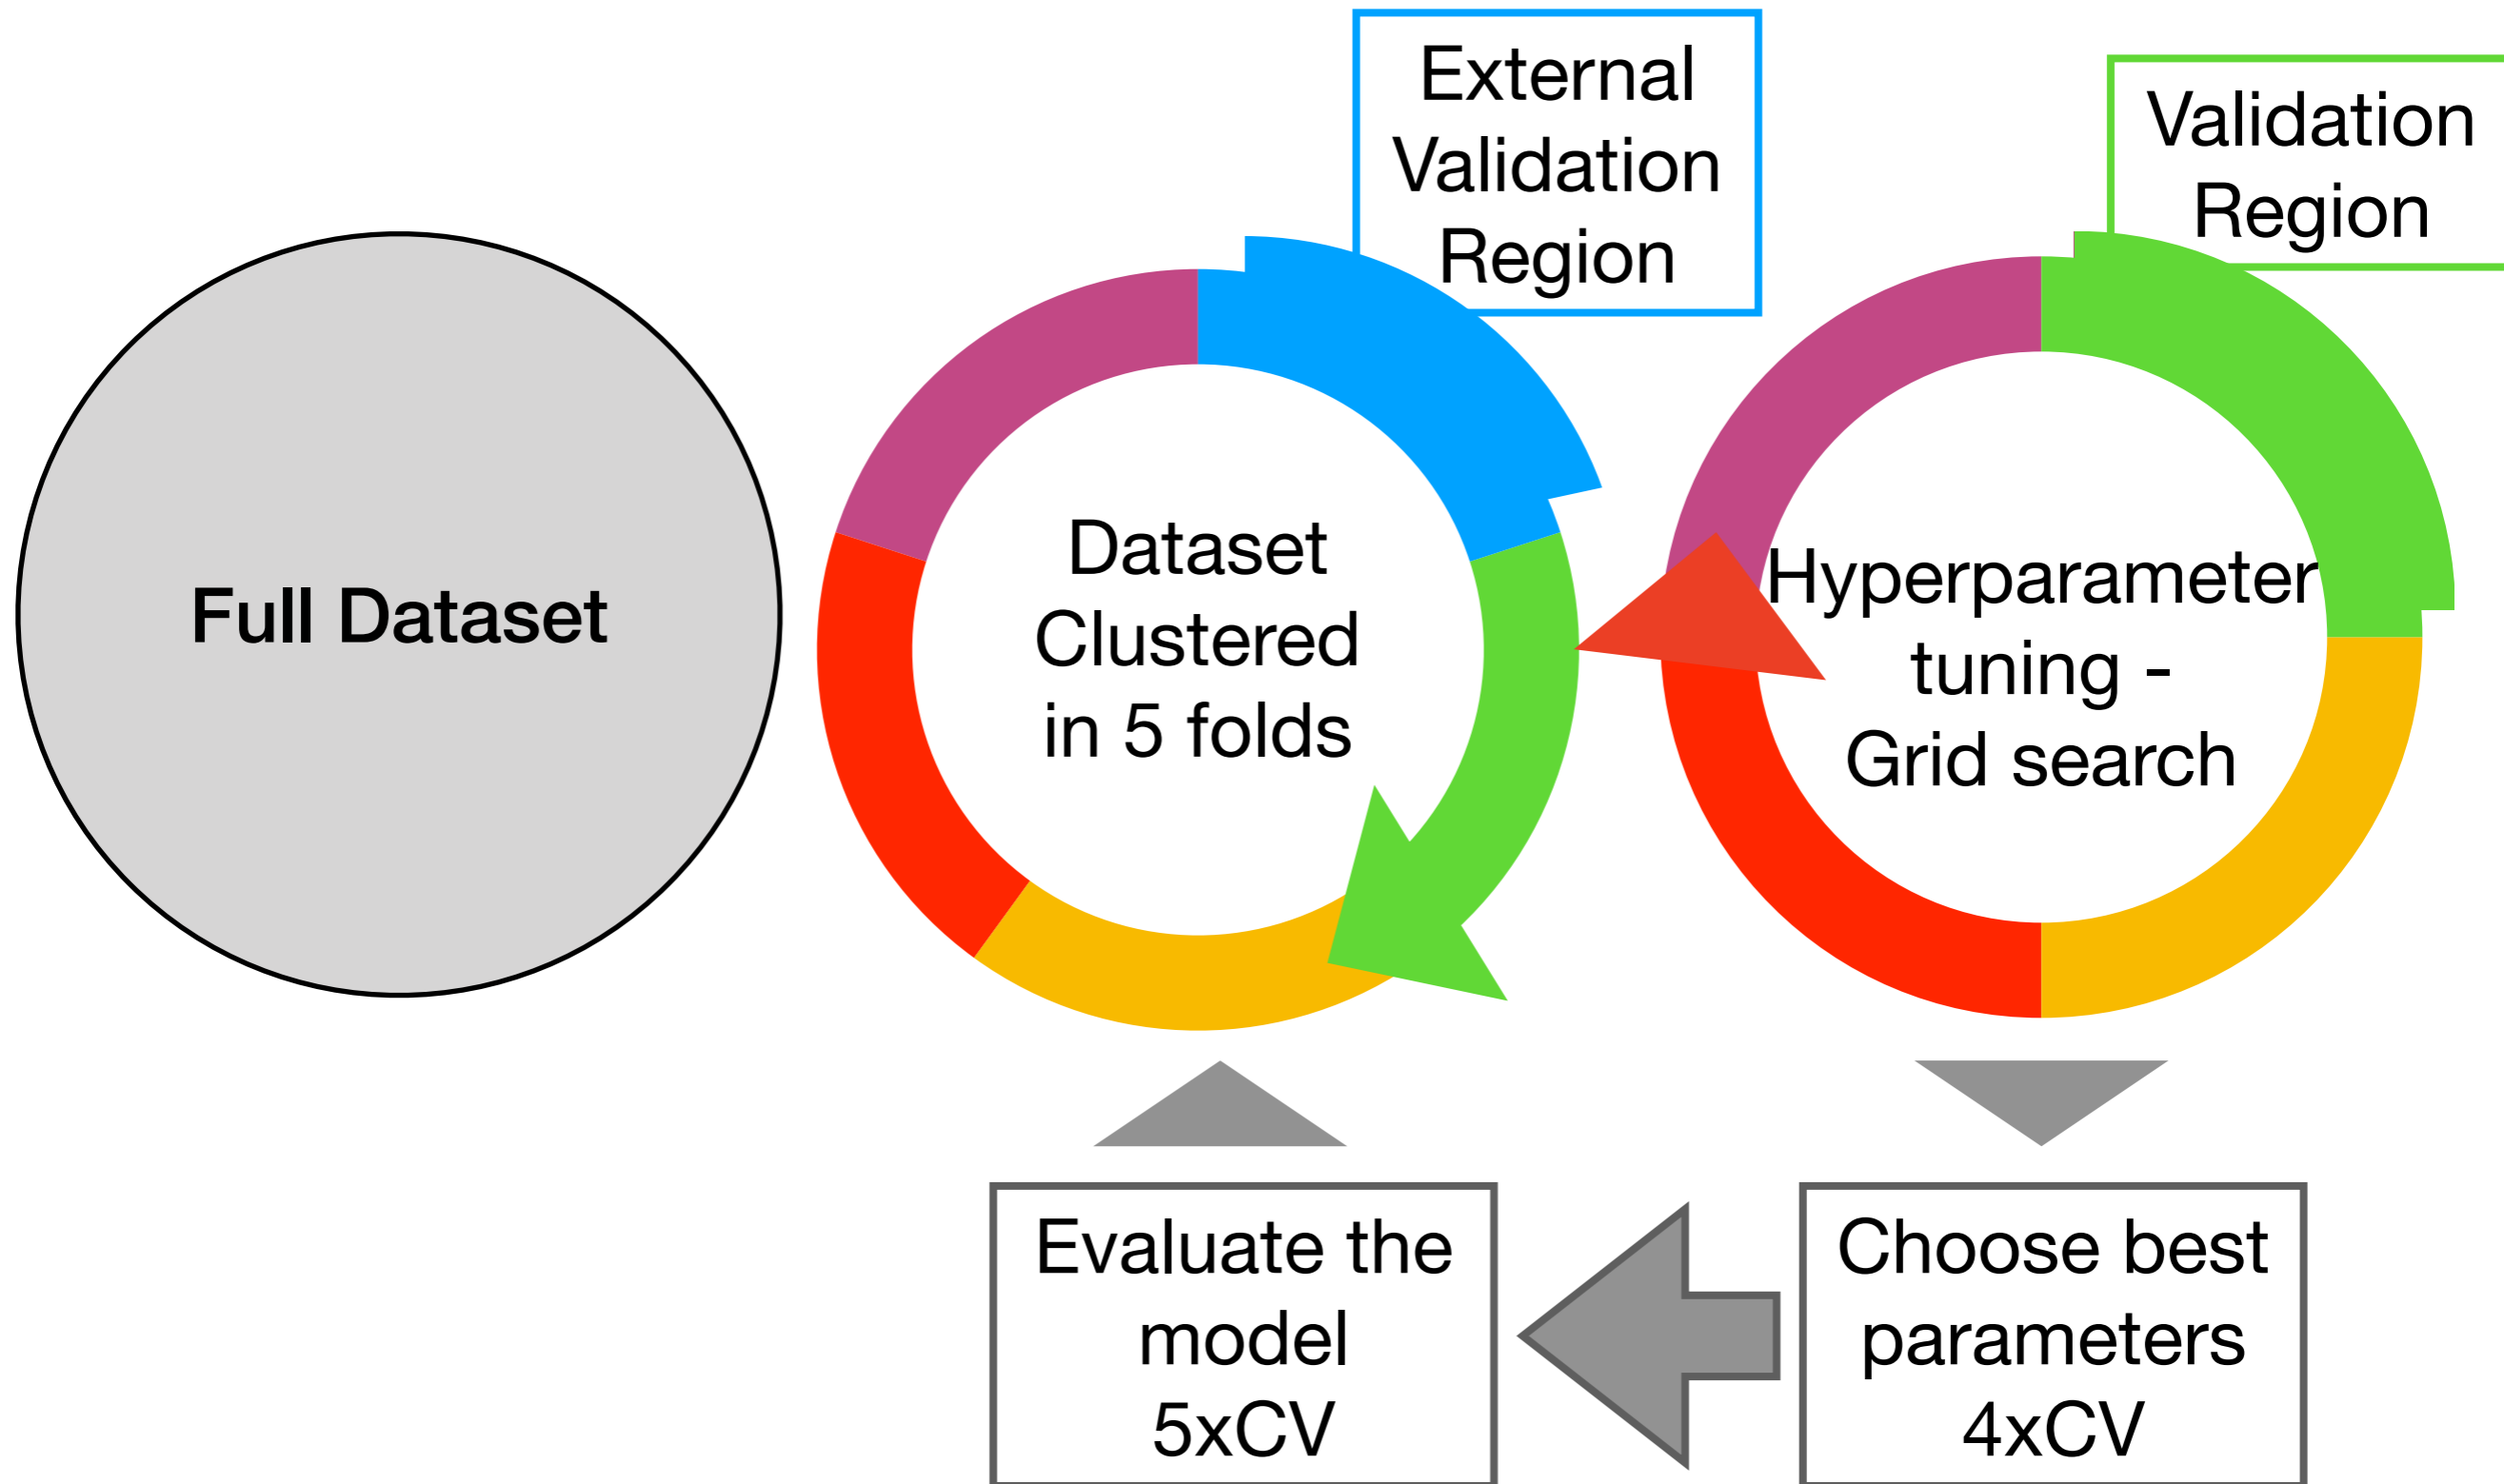 External
Validation
Region
Validation
Region
Full Dataset
Dataset
Clustered
in 5 folds
Hyperparameter
tuning -
Grid search
Evaluate the
model
5xCV
Choose best
parameters
4xCV